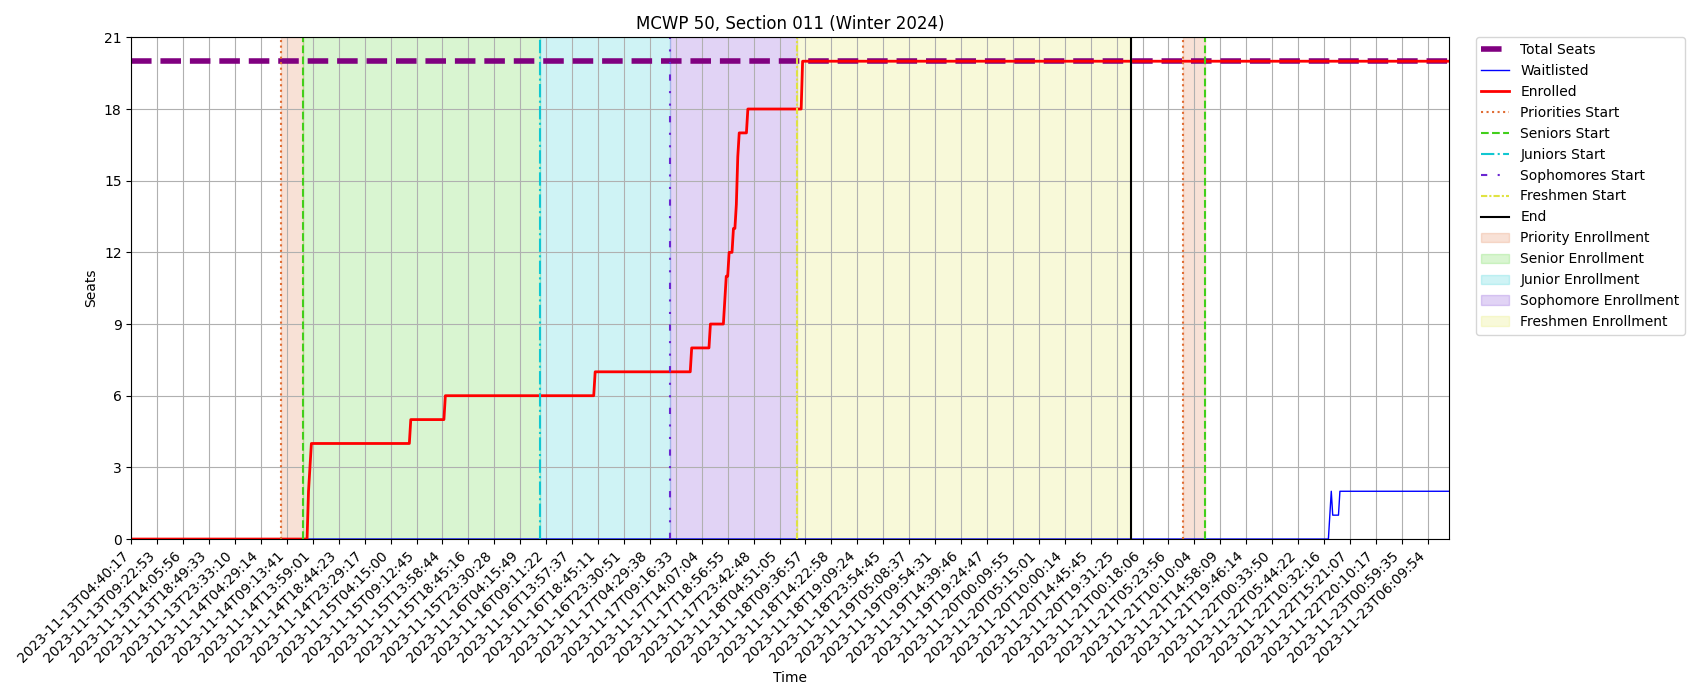 MCWP 50, Section 011 (Winter 2024)
21
18
15
12
9
6
3
0
Seats
2023-11-13T04:40:17
2023-11-13T09:22:53
2023-11-13T14:05:56
2023-11-13T18:49:33
2023-11-13T23:33:10
2023-11-14T04:29:14
2023-11-14T09:13:41
2023-11-14T13:59:01
2023-11-14T18:44:23
2023-11-14T23:29:17
2023-11-15T04:15:00
2023-11-15T09:12:45
2023-11-15T13:58:44
2023-11-15T18:45:16
2023-11-15T23:30:28
2023-11-16T04:15:49
2023-11-16T09:11:22
2023-11-16T13:57:37
2023-11-16T18:45:11
2023-11-16T23:30:51
2023-11-17T04:29:38
2023-11-17T09:16:33
2023-11-17T14:07:04
2023-11-17T18:56:55
2023-11-17T23:42:48
2023-11-18T04:51:05
2023-11-18T09:36:57
2023-11-18T14:22:58
2023-11-18T19:09:24
2023-11-18T23:54:45
2023-11-19T05:08:37
2023-11-19T09:54:31
2023-11-19T14:39:46
2023-11-19T19:24:47
2023-11-20T00:09:55
2023-11-20T05:15:01
2023-11-20T10:00:14
2023-11-20T14:45:45
2023-11-20T19:31:25
2023-11-21T00:18:06
2023-11-21T05:23:56
2023-11-21T10:10:04
2023-11-21T14:58:09
2023-11-21T19:46:14
2023-11-22T00:33:50
2023-11-22T05:44:22
2023-11-22T10:32:16
2023-11-22T15:21:07
2023-11-22T20:10:17
2023-11-23T00:59:35
2023-11-23T06:09:54
Time
Total Seats
Waitlisted
Enrolled
Priorities Start
Seniors Start
Juniors Start
Sophomores Start
Freshmen Start
End
Priority Enrollment
Senior Enrollment
Junior Enrollment
Sophomore Enrollment
Freshmen Enrollment